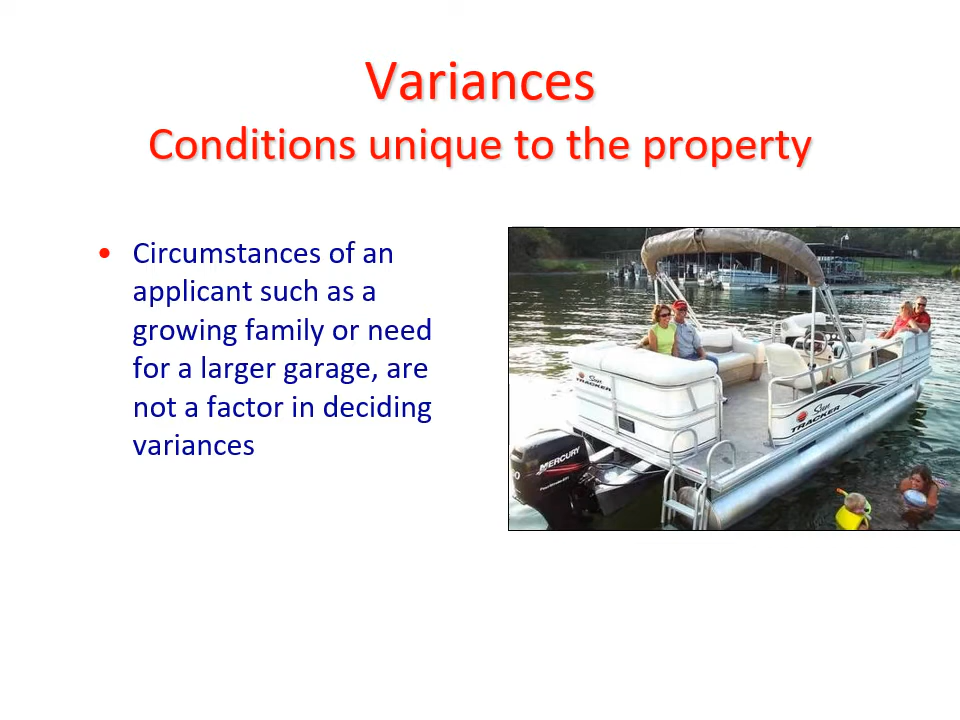 Variances
Conditions unique to the property
• Circumstances of an
applicant such as a
growing family or need
for a larger garage, are
not a factor in deciding
variances
Sun
TRACKER
Sun
TRACKER
MERCURY